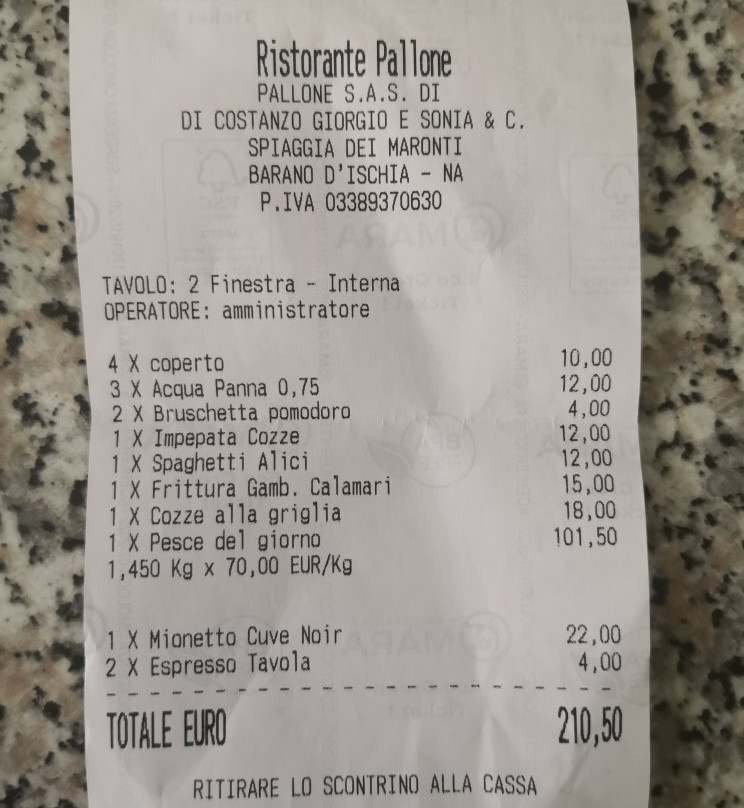 Ristorante Pallone
PALLONE S.A.S. DI
DI COSTANZO GIORGIO E SONIA & C.
SPIAGGIA DEI MARONTI
BARANO D'ISCHIA - NA
P.IVA 03389370630
TAVOLO: 2 Finestra - Interna
OPERATORE: amministratore
4 X coperto 10,00
3 X Acqua Panna 0,75 12,00
2 X Bruschetta pomodoro 4,00
1 X Impepata Cozze 12,00
1 X Spaghetti Alici 12,00
1 X Frittura Gamb. Calamari 15,00
1 X Cozze alla griglia 18,00
1 X Pesce del giorno 101,50
1,450 Kg x 70,00 EUR/Kg
1 X Mionetto Cuve Noir 22,00
2 X Espresso Tavola 4,00
TOTALE EURO 210,50
RITIRARE LO SCONTRINO ALLA CASSA